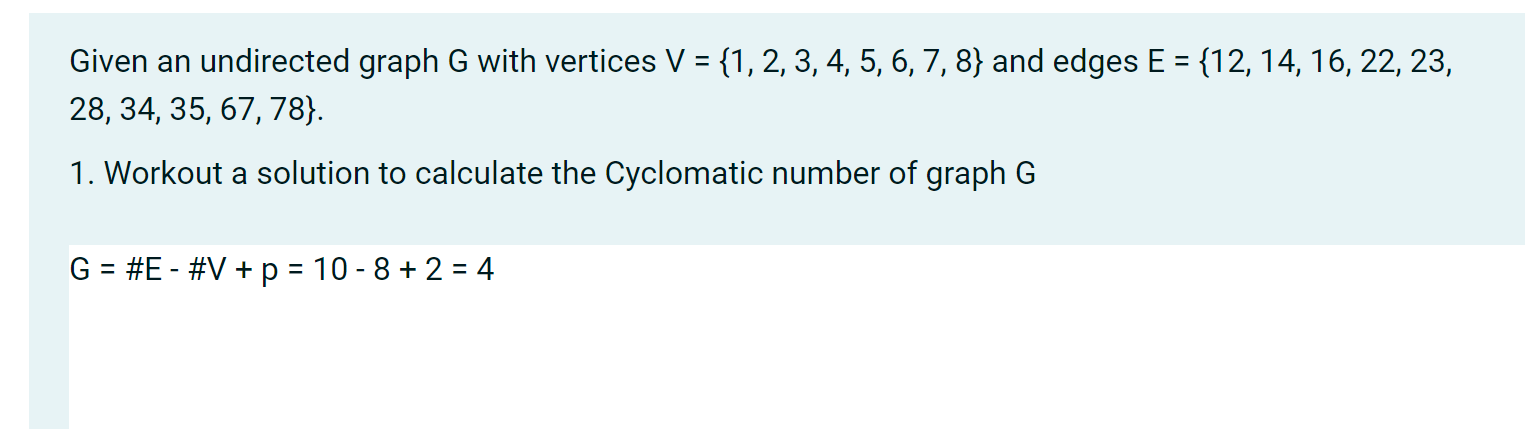 Given an undirected graph G with vertices V = {1, 2, 3, 4, 5, 6, 7, 8} and edges E = {12, 14, 16, 22, 23,
28, 34, 35, 67, 78}.
1. Workout a solution to calculate the Cyclomatic number of graph G
G = #E - #V + p = 10 - 8 + 2 = 4